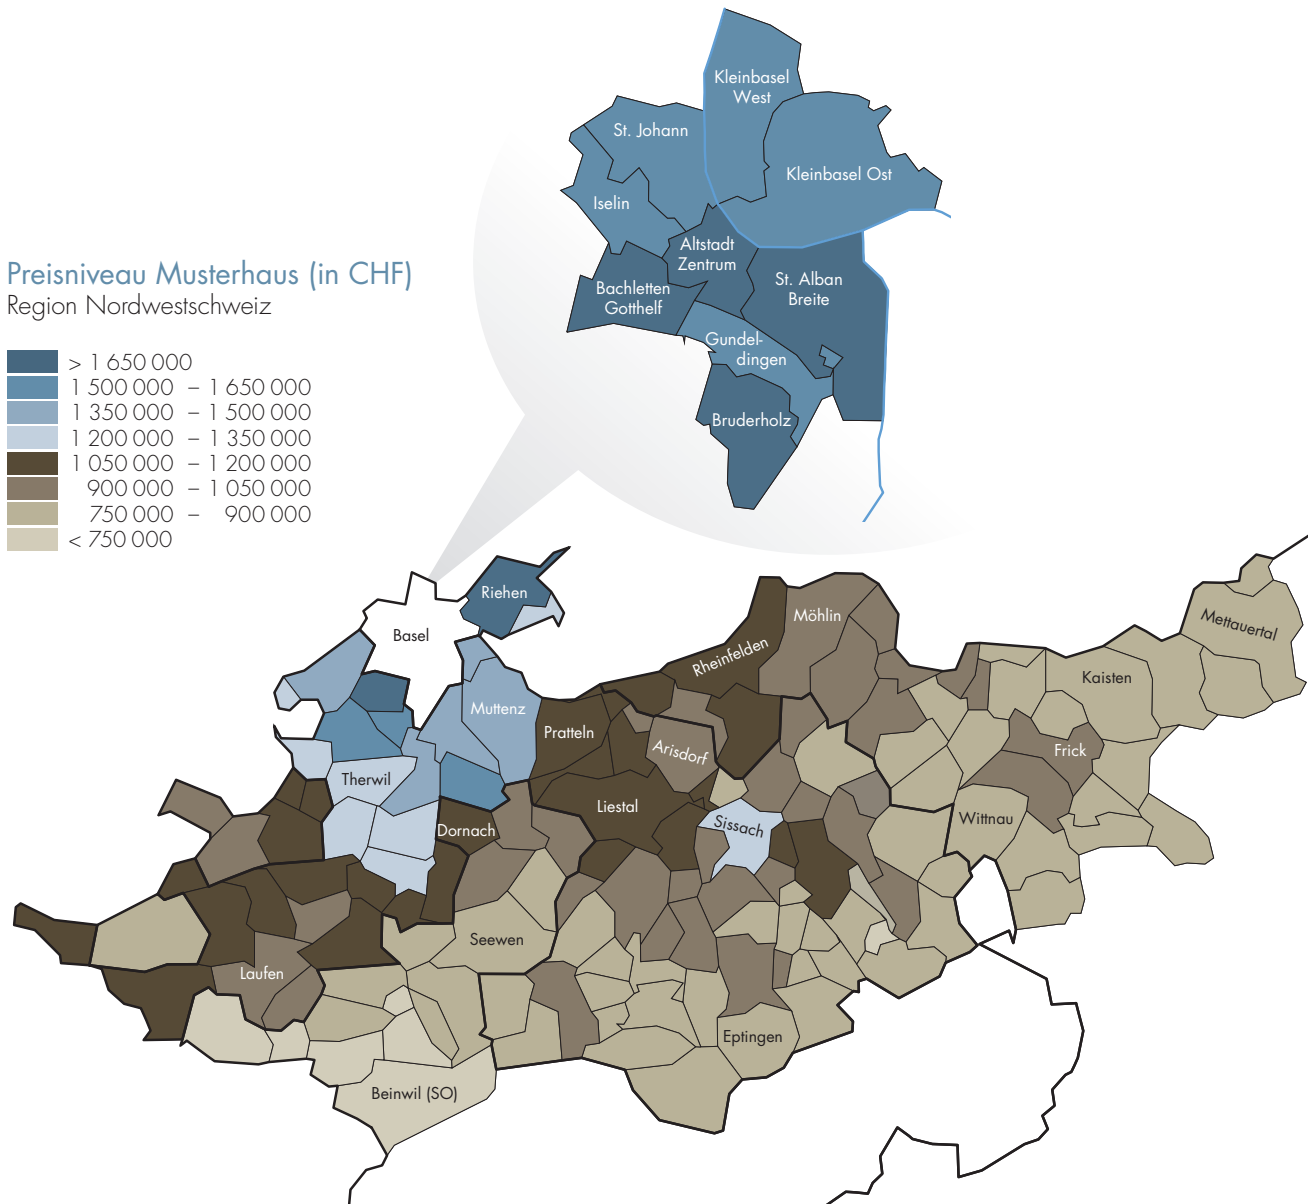 Preisniveau Musterhaus (in CHF)
Region Nordwestschweiz
> 1 650 000
1 500 000 – 1 650 000
1 350 000 – 1 500 000
1 200 000 – 1 350 000
1 050 000 – 1 200 000
900 000 – 1 050 000
750 000 – 900 000
< 750 000
Kleinbasel
West
St. Johann
Kleinbasel Ost
Iselin
Altstadt
Zentrum
St. Alban
Breite
Bachletten
Gotthelf
Gundel-
dingen
Bruderholz
Riehen
Basel
Möhlin
Mettauertal
Rheinfelden
Kaisten
Muttenz
Pratteln
Arisdorf
Frick
Therwil
Liestal
Sissach
Wittnau
Dornach
Seewen
Laufen
Eptingen
Beinwil (SO)